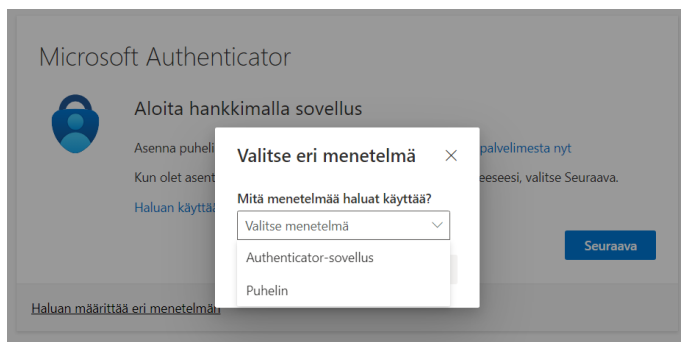 Microsoft Authenticator
Aloita hankkimalla sovellus
Asenna puheli palvelimesta nyt
Kun olet asent eeseesi, valitse Seuraava.
Haluan käyttää
Valitse eri menetelmä
Mitä menetelmää haluat käyttää?
Valitse menetelmä
Authenticator-sovellus
Puhelin
Seuraava
Haluan määrittää eri menetelmän